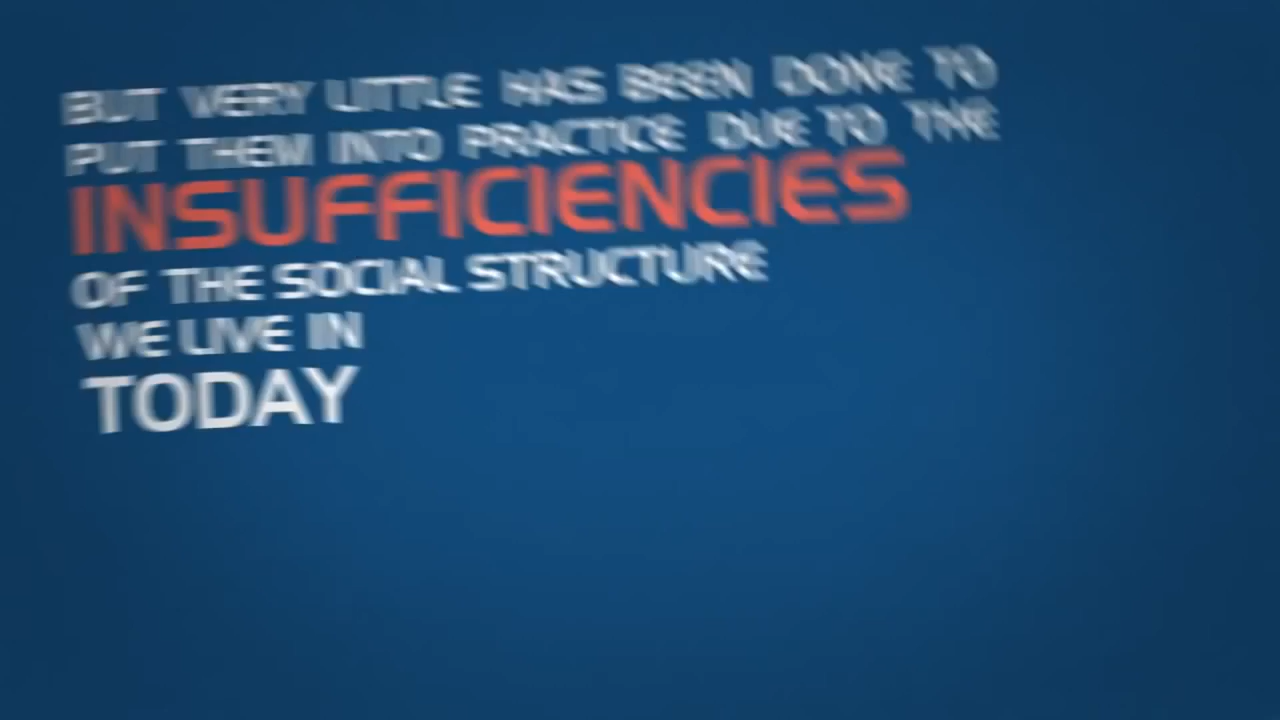 BUT VERY LITTLE HAS BEEN DONE TO
PUT THEM INTO PRACTICE DUE TO THE
INSUFFICIENCIES
OF THE SOCIAL STRUCTURE
WE LIVE IN
TODAY